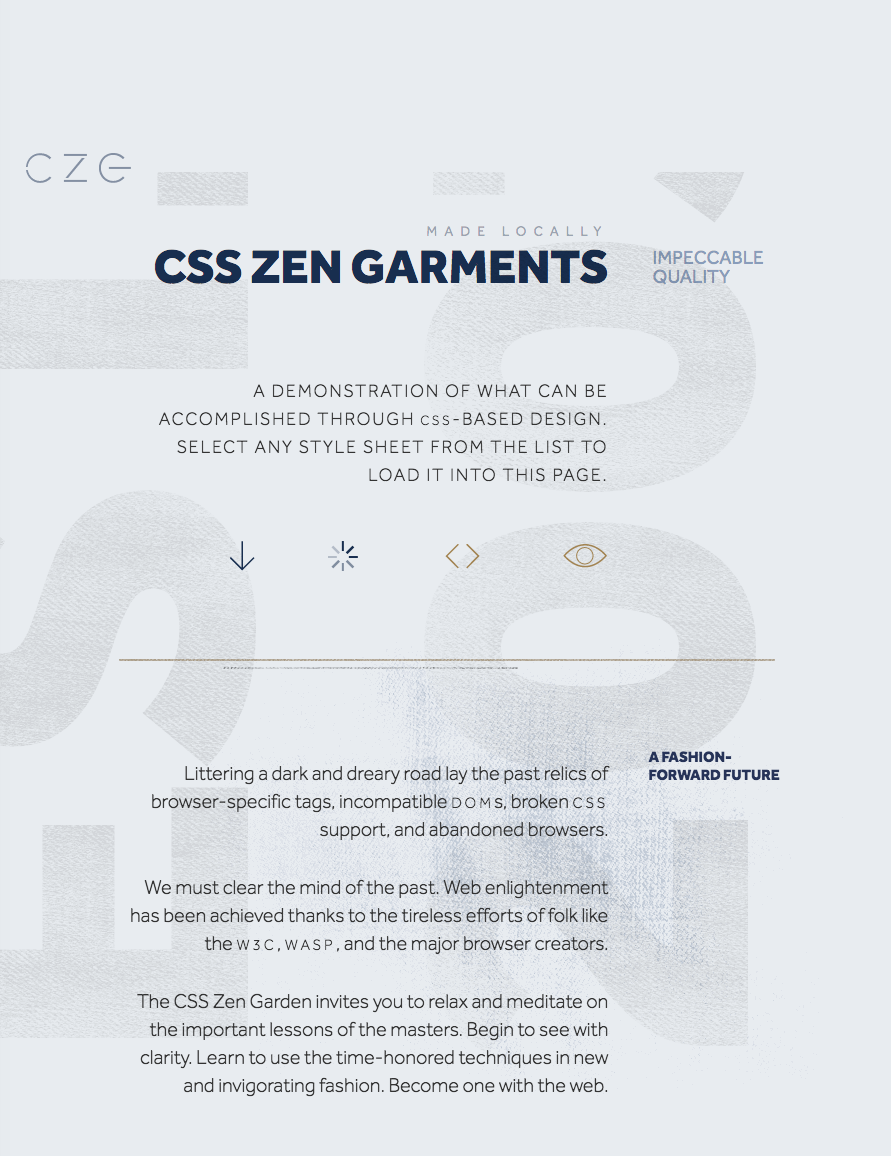 CZG
MADE LOCALLY
CSS ZEN GARMENTS
IMPECCABLE
QUALITY
A DEMONSTRATION OF WHAT CAN BE
ACCOMPLISHED THROUGH CSS-BASED DESIGN.
SELECT ANY STYLE SHEET FROM THE LIST TO
LOAD IT INTO THIS PAGE.
A FASHION-
FORWARD FUTURE
Littering a dark and dreary road lay the past relics of
browser-specific tags, incompatible DOMs, broken CSS
support, and abandoned browsers.
We must clear the mind of the past. Web enlightenment
has been achieved thanks to the tireless efforts of folk like
the W3C, WASP, and the major browser creators.
The CSS Zen Garden invites you to relax and meditate on
the important lessons of the masters. Begin to see with
clarity. Learn to use the time-honored techniques in new
and invigorating fashion. Become one with the web.